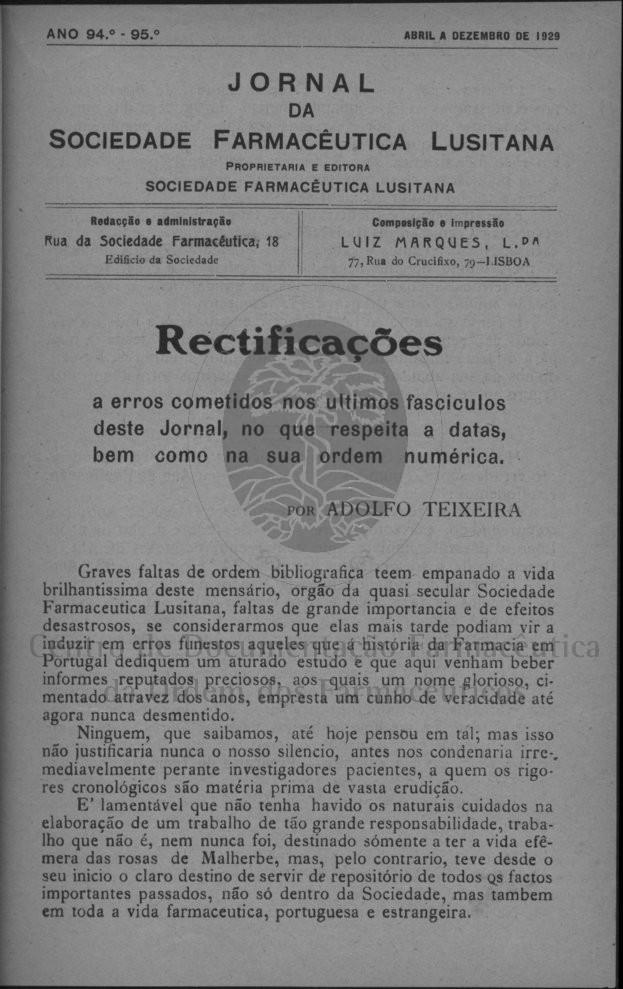 ANO 94.º - 95.º
ABRIL A DEZEMBRO DE 1929
JORNAL
DA
SOCIEDADE FARMACÊUTICA LUSITANA
PROPRIETARIA E EDITORA
SOCIEDADE FARMACÊUTICA LUSITANA
Redacção e administração
Rua da Sociedade Farmacêutica, 18
Edificio da Sociedade
Composição e impressão
LUIZ MARQUES, L.DA
77, Rua do Crucifixo, 79—LISBOA
Rectificações
a erros cometidos nos ultimos fasciculos
deste Jornal, no que respeita a datas,
bem como na sua ordem numérica.
POR ADOLFO TEIXEIRA
Graves faltas de ordem bibliografica teem empanado a vida
brilhantissima deste mensário, orgão da quasi secular Sociedade
Farmaceutica Lusitana, faltas de grande importancia e de efeitos
desastrosos, se considerarmos que elas mais tarde podiam vir a
induzir em erros funestos aqueles que á história da Farmacia em
Portugal dediquem um aturado estudo e que aqui venham beber
informes reputados preciosos, aos quais um nome glorioso, ci-
mentado atravez dos anos, empresta um cunho de veracidade até
agora nunca desmentido.
Ninguem, que saibamos, até hoje pensou em tal; mas isso
não justificaria nunca o nosso silencio, antes nos condenaria irre-
mediavelmente perante investigadores pacientes, a quem os rigo-
res cronológicos são matéria prima de vasta erudição.
E' lamentável que não tenha havido os naturais cuidados na
elaboração de um trabalho de tão grande responsabilidade, traba-
lho que não é, nem nunca foi, destinado sómente a ter a vida efê-
mera das rosas de Malherbe, mas, pelo contrario, teve desde o
seu inicio o claro destino de servir de repositório de todos os factos
importantes passados, não só dentro da Sociedade, mas tambem
em toda a vida farmaceutica, portuguesa e estrangeira.
Centro de Documentação Farmacêutica
da Ordem dos Farmacêuticos